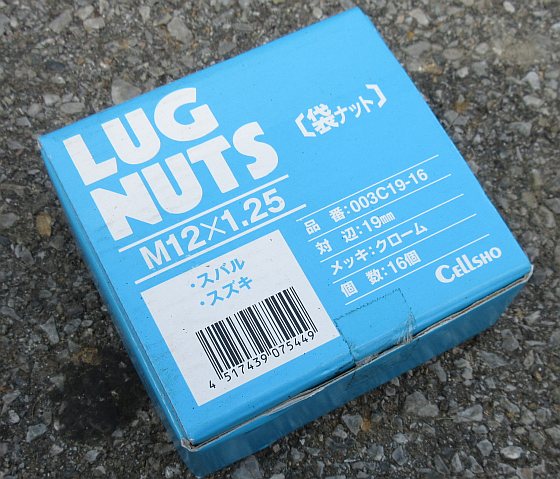 LUG
NUTS
M12×1.25
〔袋ナット〕
品　番:003C19-16
対　辺:19㎜
メッキ:クローム
個　数:16個
CELLSHO
・スバル
・スズキ
4 517439 075449